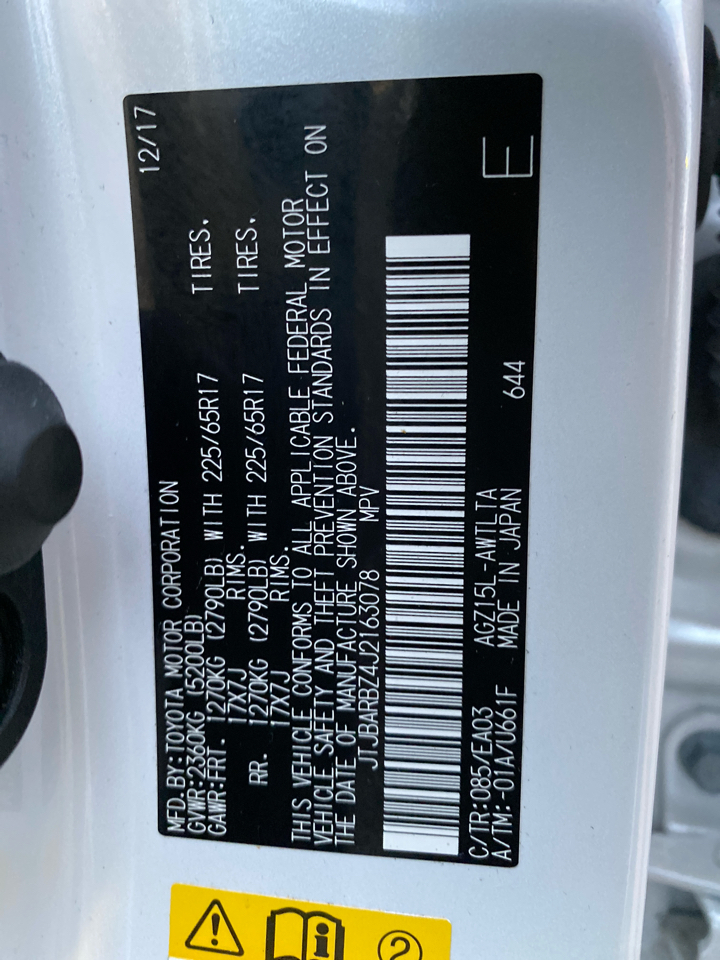 MFD.BY:TOYOTA MOTOR CORPORATION 12/17
GVWR:2360KG (5200LB)
GAWR:FRT. 1270KG (2790LB) WITH 225/65R17 TIRES,
17X7J RIMS.
RR. 1270KG (2790LB) WITH 225/65R17 TIRES,
17X7J RIMS.
THIS VEHICLE CONFORMS TO ALL APPLICABLE FEDERAL MOTOR
VEHICLE SAFETY AND THEFT PREVENTION STANDARDS IN EFFECT ON
THE DATE OF MANUFACTURE SHOWN ABOVE.
JTJBARBZ4J2163078 MPV
C/TR:085/EA03 AGZ15L-AWTLTA
A/TM:-01A/U661F MADE IN JAPAN 644 E